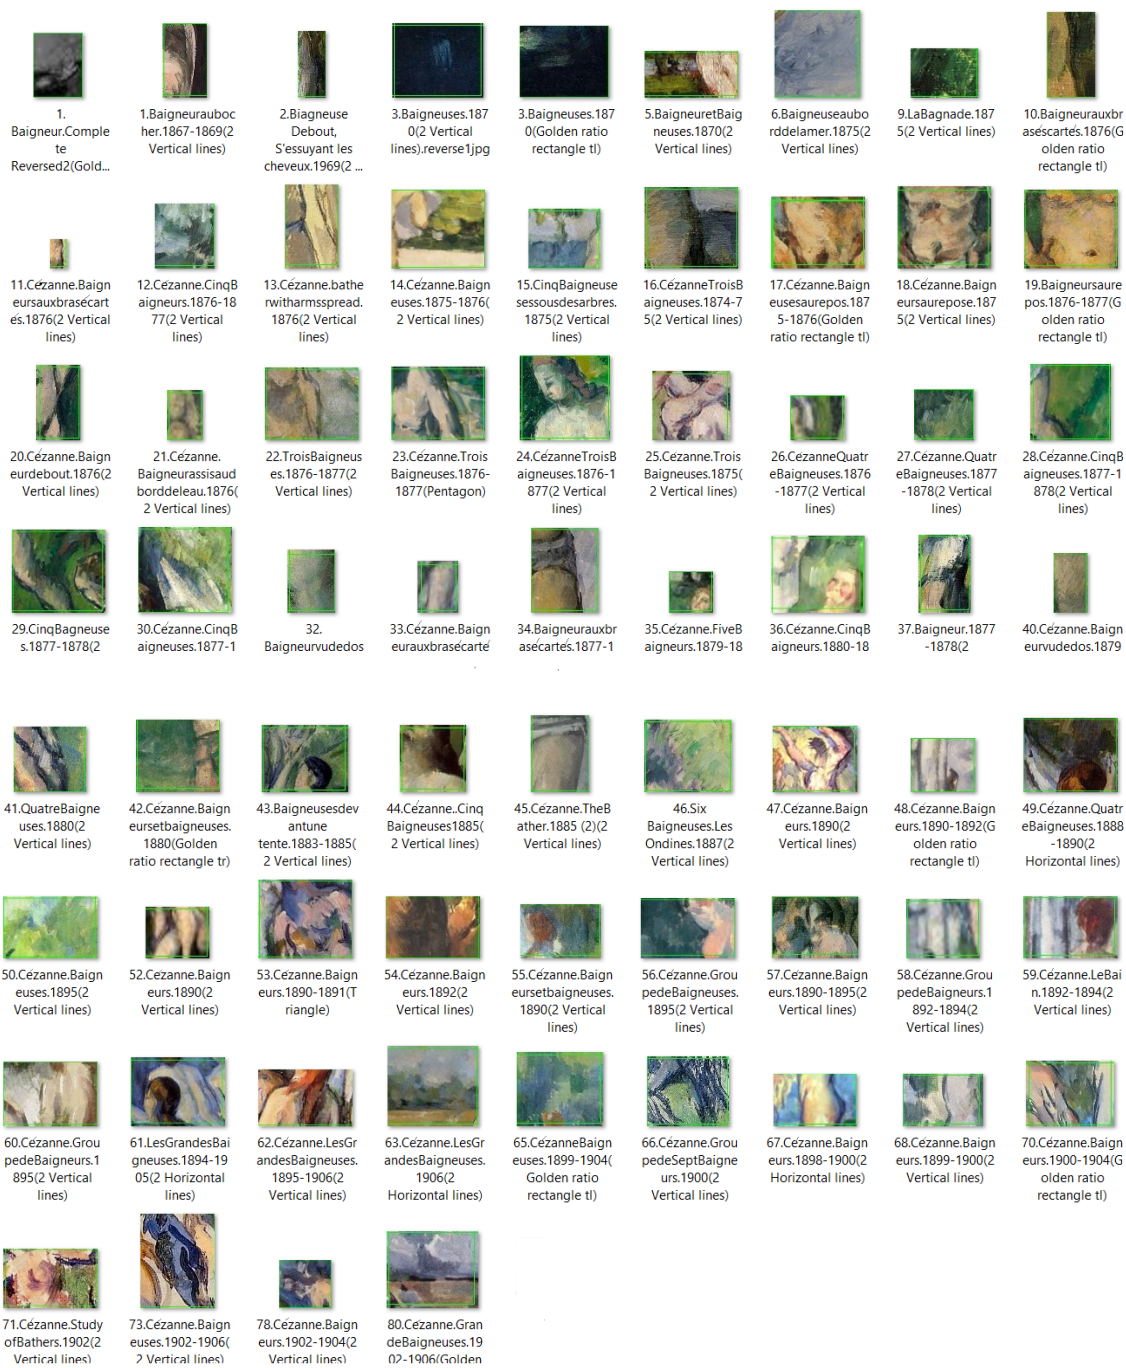 1.
Baigneur.Comple
te
Reversed2(Gold...
1.Baigneurauboc
her.1867-1869(2
Vertical lines)
2.Biagneuse
Debout,
S'essuyant les
cheveux.1969(2 ...
3.Baigneuses.187
0(2 Vertical
lines).reverse1jpg
3.Baigneuses.187
0(Golden ratio
rectangle tl)
5.BaigneuretBaig
neuses.1870(2
Vertical lines)
6.Baigneuseaubo
rddelamer.1875(2
Vertical lines)
9.LaBagnade.187
5(2 Vertical lines)
10.Baigneurauxbr
asécartés.1876(G
olden ratio
rectangle tl)
11.Cézanne.Baign
eursauxbrasécart
és.1876(2 Vertical
lines)
12.Cézanne.CinqB
aigneurs.1876-18
77(2 Vertical
lines)
13.Cézanne.bathe
rwitharmsspread.
1876(2 Vertical
lines)
14.Cézanne.Baign
euses.1875-1876(
2 Vertical lines)
15.CinqBaigneuse
sessousdesarbres.
1875(2 Vertical
lines)
16.CézanneTroisB
aigneuses.1874-7
5(2 Vertical lines)
17.Cézanne.Baign
eusesaurepos.187
5-1876(Golden
ratio rectangle tl)
18.Cézanne.Baign
eursaurepose.187
5(2 Vertical lines)
19.Baigneursaure
pos.1876-1877(G
olden ratio
rectangle tl)
20.Cézanne.Baign
eurdebout.1876(2
Vertical lines)
21.Cézanne.
Baigneurassisaud
borddeleau.1876(
2 Vertical lines)
22.TroisBaigneus
es.1876-1877(2
Vertical lines)
23.Cézanne.Trois
Baigneuses.1876-
1877(Pentagon)
24.CézanneTroisB
aigneuses.1876-1
877(2 Vertical
lines)
25.Cézanne.Trois
Baigneuses.1875(
2 Vertical lines)
26.CézanneQuatr
eBaigneuses.1876
-1877(2 Vertical
lines)
27.Cézanne.Quatr
eBaigneuses.1877
-1878(2 Vertical
lines)
28.Cézanne.CinqB
aigneuses.1877-1
878(2 Vertical
lines)
29.CinqBagneuse
s.1877-1878(2
30.Cézanne.CinqB
aigneuses.1877-1
32.
Baigneurvudedos
33.Cézanne.Baign
eurauxbrasécarté
34.Baigneurauxbr
asécartés.1877-1
35.Cézanne.FiveB
aigneurs.1879-18
36.Cézanne.CinqB
aigneurs.1880-18
37.Baigneur.1877
-1878(2
40.Cézanne.Baign
eurvudedos.1879
41.QuatreBaigne
uses.1880(2
Vertical lines)
42.Cézanne.Baign
eursetbaigneuses.
1880(Golden
ratio rectangle tr)
43.Baigneusesdev
antune
tente.1883-1885(
2 Vertical lines)
44.Cézanne..Cinq
Baigneuses1885(
2 Vertical lines)
45.Cézanne.TheB
ather.1885 (2)(2
Vertical lines)
46.Six
Baigneuses.Les
Ondines.1887(2
Vertical lines)
47.Cézanne.Baign
eurs.1890(2
Vertical lines)
48.Cézanne.Baign
eurs.1890-1892(G
olden ratio
rectangle tl)
49.Cézanne.Quatr
eBaigneuses.1888
-1890(2
Horizontal lines)
50.Cézanne.Baign
euses.1895(2
Vertical lines)
52.Cézanne.Baign
eurs.1890(2
Vertical lines)
53.Cézanne.Baign
eurs.1890-1891(T
riangle)
54.Cézanne.Baign
eurs.1892(2
Vertical lines)
55.Cézanne.Baign
eursetbaigneuses.
1890(2 Vertical
lines)
56.Cézanne.Grou
pedeBaigneuses.
1895(2 Vertical
lines)
57.Cézanne.Baign
eurs.1890-1895(2
Vertical lines)
58.Cézanne.Grou
pedeBaigneurs.1
892-1894(2
Vertical lines)
59.Cézanne.LeBai
n.1892-1894(2
Vertical lines)
60.Cézanne.Grou
pedeBaigneurs.1
895(2 Vertical
lines)
61.LesGrandesBai
gneuses.1894-19
05(2 Horizontal
lines)
62.Cézanne.LesGr
andesBaigneuses.
1895-1906(2
Vertical lines)
63.Cézanne.LesGr
andesBaigneuses.
1906(2
Horizontal lines)
65.CézanneBaign
euses.1899-1904(
Golden ratio
rectangle tl)
66.Cézanne.Grou
pedeSeptBaigne
urs.1900(2
Vertical lines)
67.Cézanne.Baign
eurs.1898-1900(2
Horizontal lines)
68.Cézanne.Baign
eurs.1899-1900(2
Vertical lines)
70.Cézanne.Baign
eurs.1900-1904(G
olden ratio
rectangle tl)
71.Cézanne.Study
ofBathers.1902(2
Vertical lines)
73.Cézanne.Baign
euses.1902-1906(
2 Vertical lines)
78.Cézanne.Baign
eurs.1902-1904(2
Vertical lines)
80.Cézanne.Gran
deBaigneuses.19
02-1906(Golden